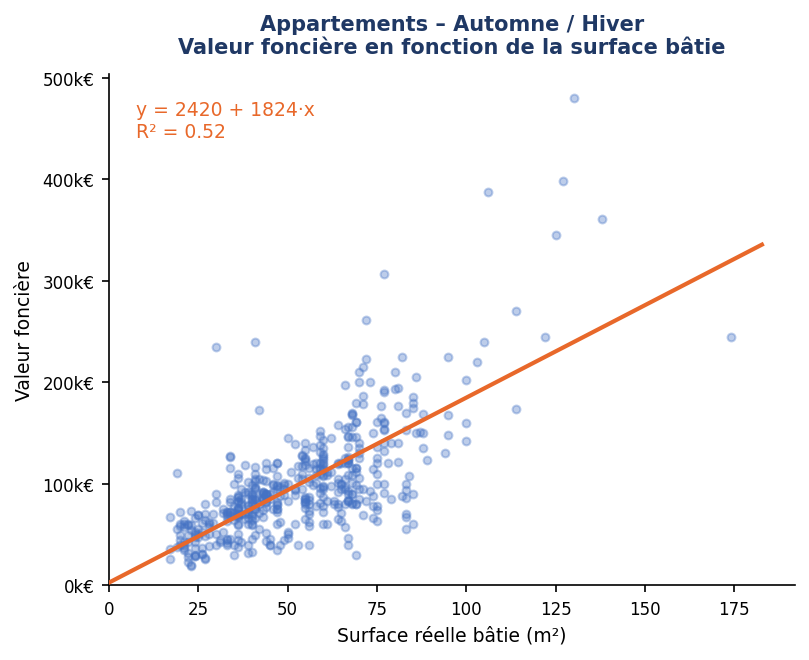 Appartements – Automne / Hiver
Valeur foncière en fonction de la surface bâtie
y = 2420 + 1824·x
R² = 0.52
Valeur foncière
500k€
400k€
300k€
200k€
100k€
0k€
0 25 50 75 100 125 150 175
Surface réelle bâtie (m²)